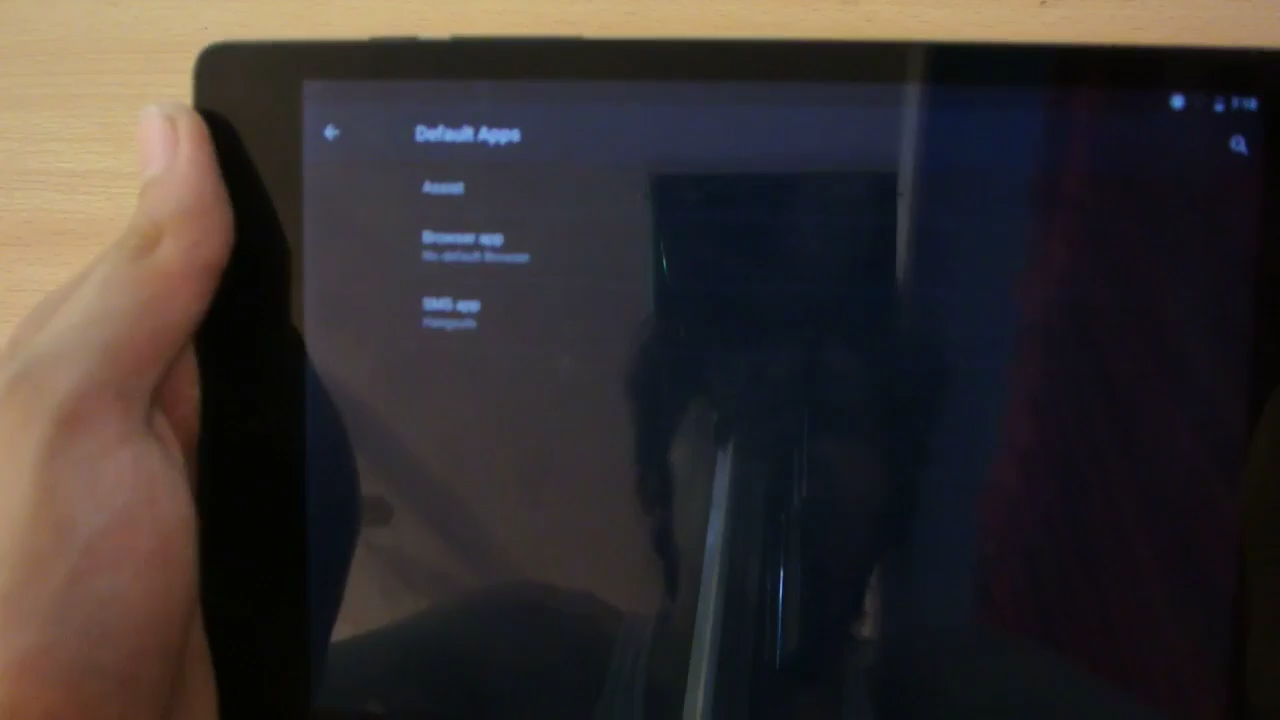 Default Apps
Assist
Browser app
No default Browser
SMS app
Hangouts